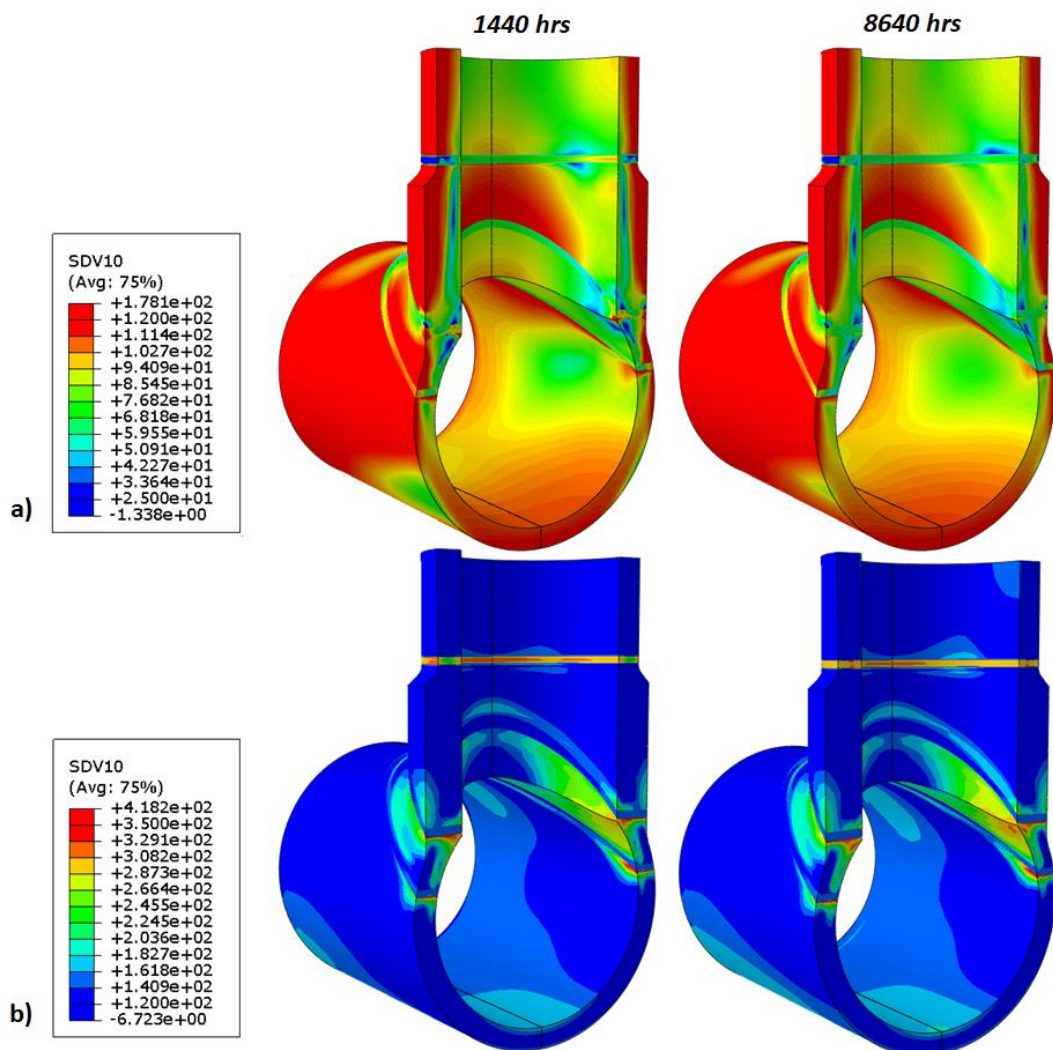 1440 hrs
8640 hrs
SDV10
(Avg: 75%)
+1.781e+02
+1.200e+02
+1.114e+02
+1.027e+02
+9.409e+01
+8.545e+01
+7.682e+01
+6.818e+01
+5.955e+01
+5.091e+01
+4.227e+01
+3.364e+01
+2.500e+01
-1.338e+00
a)
SDV10
(Avg: 75%)
+4.182e+02
+3.500e+02
+3.291e+02
+3.082e+02
+2.873e+02
+2.664e+02
+2.455e+02
+2.245e+02
+2.036e+02
+1.827e+02
+1.618e+02
+1.409e+02
+1.200e+02
-6.723e+00
b)